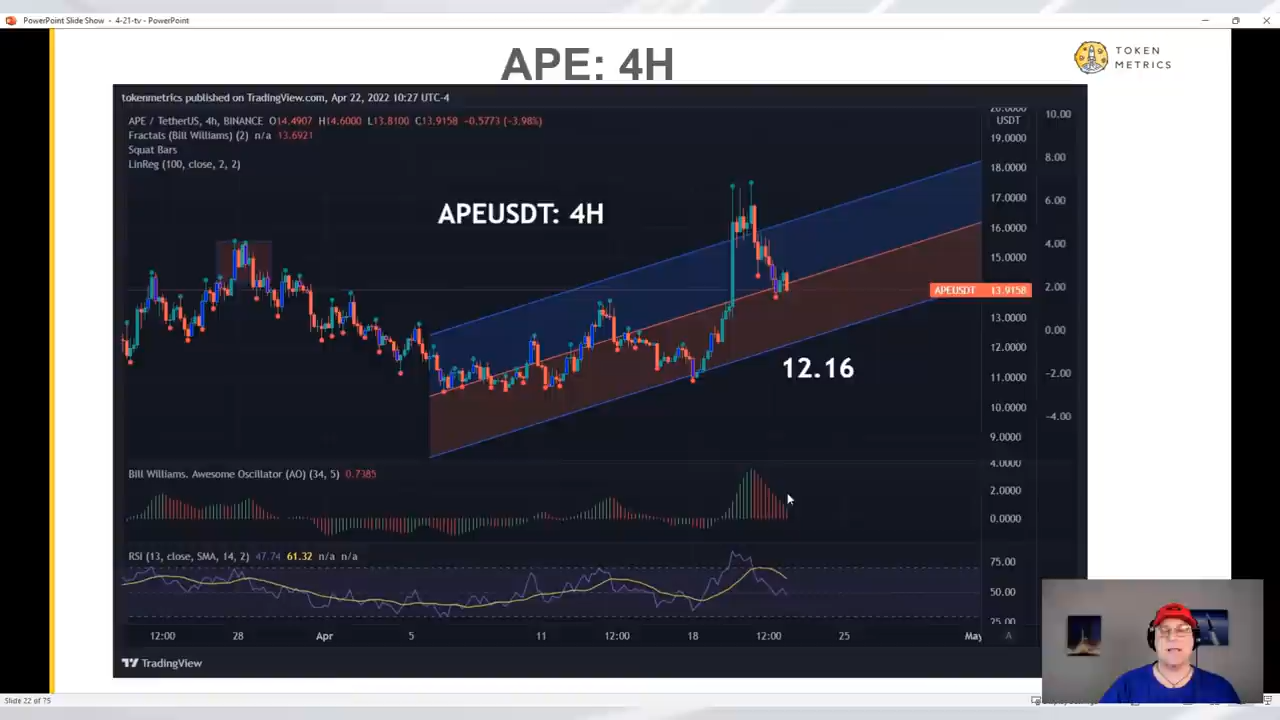 PowerPoint Slide Show - 4-21-tv - PowerPoint
APE: 4H
TOKEN
METRICS
tokenmetrics published on TradingView.com, Apr 22, 2022 10:27 UTC-4
APE / TetherUS, 4h, BINANCE O14.4907 H14.6000 L13.8100 C13.9158 -0.5773 (-3.98%)
Fractals (Bill Williams) (2) n/a 13.6921
Squat Bars
LinReg (100, close, 2, 2)
APEUSDT: 4H
20.0000
USDT
19.0000
18.0000
17.0000
16.0000
15.0000
APEUSDT 13.9158
13.0000
12.0000
11.0000
10.0000
9.0000
10.00
8.00
6.00
4.00
2.00
0.00
-2.00
-4.00
12.16
Bill Williams. Awesome Oscillator (AO) (34, 5) 0.7385
4.0000
2.0000
0.0000
RSI (13, close, SMA, 14, 2) 47.74 61.32 n/a n/a
75.00
50.00
25.00
12:00 28 Apr 5 11 12:00 18 12:00 25 May A
TradingView
Slide 22 of 75